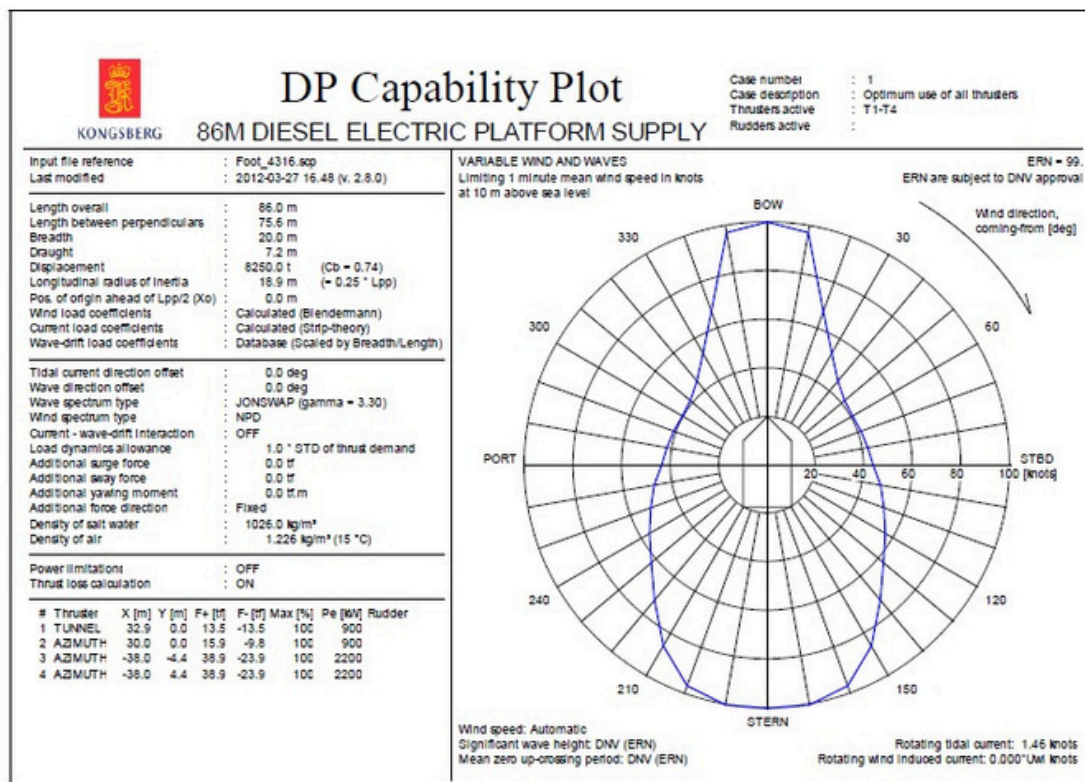 KONGSBERG
DP Capability Plot
86M DIESEL ELECTRIC PLATFORM SUPPLY
Case number : 1
Case description : Optimum use of all thrusters
Thrusters active : T1-T4
Rudders active :
Input file reference : Foot_4316.scp
Last modified : 2012-03-27 16.48 (v. 2.8.0)
Length overall : 86.0 m
Length between perpendiculars : 75.6 m
Breadth : 20.0 m
Draught : 7.2 m
Displacement : 8250.0 t (Cb = 0.74)
Longitudinal radius of inertia : 18.9 m (= 0.25 * Lpp)
Pos. of origin ahead of Lpp/2 (Xo) : 0.0 m
Wind load coefficients : Calculated (Blendermann)
Current load coefficients : Calculated (Strip-theory)
Wave-drift load coefficients : Database (Scaled by Breadth/Length)
Tidal current direction offset : 0.0 deg
Wave direction offset : 0.0 deg
Wave spectrum type : JONSWAP (gamma = 3.30)
Wind spectrum type : NPD
Current - wave-drift interaction : OFF
Load dynamics allowance : 1.0 * STD of thrust demand
Additional surge force : 0.0 tf
Additional sway force : 0.0 tf
Additional yawing moment : 0.0 tf.m
Additional force direction : Fixed
Density of salt water : 1026.0 kg/m³
Density of air : 1.226 kg/m³ (15 °C)
Power limitations : OFF
Thrust loss calculation : ON
# Thruster X [m] Y [m] F+ [tf] F- [tf] Max [%] Pe [kW] Rudder
1 TUNNEL 32.9 0.0 13.5 -13.5 100 900
2 AZIMUTH 30.0 0.0 15.9 -9.8 100 900
3 AZIMUTH -38.0 -4.4 38.9 -23.9 100 2200
4 AZIMUTH -38.0 4.4 38.9 -23.9 100 2200
VARIABLE WIND AND WAVES
Limiting 1 minute mean wind speed in knots
at 10 m above sea level
ERN = 99.
ERN are subject to DNV approval
Wind direction,
coming-from [deg]
BOW
330
30
300
60
PORT
STBD
20 40 60 80 100 [knots]
240
120
210
150
STERN
Wind speed: Automatic
Significant wave height: DNV (ERN)
Mean zero up-crossing period: DNV (ERN)
Rotating tidal current: 1.46 knots
Rotating wind induced current: 0.000*Uwi knots